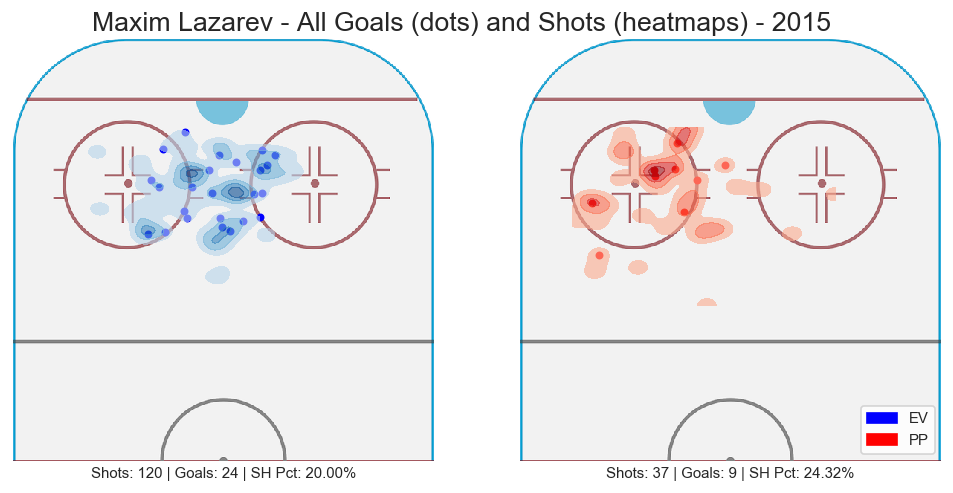 Maxim Lazarev - All Goals (dots) and Shots (heatmaps) - 2015
EV
PP
Shots: 120 | Goals: 24 | SH Pct: 20.00%
Shots: 37 | Goals: 9 | SH Pct: 24.32%